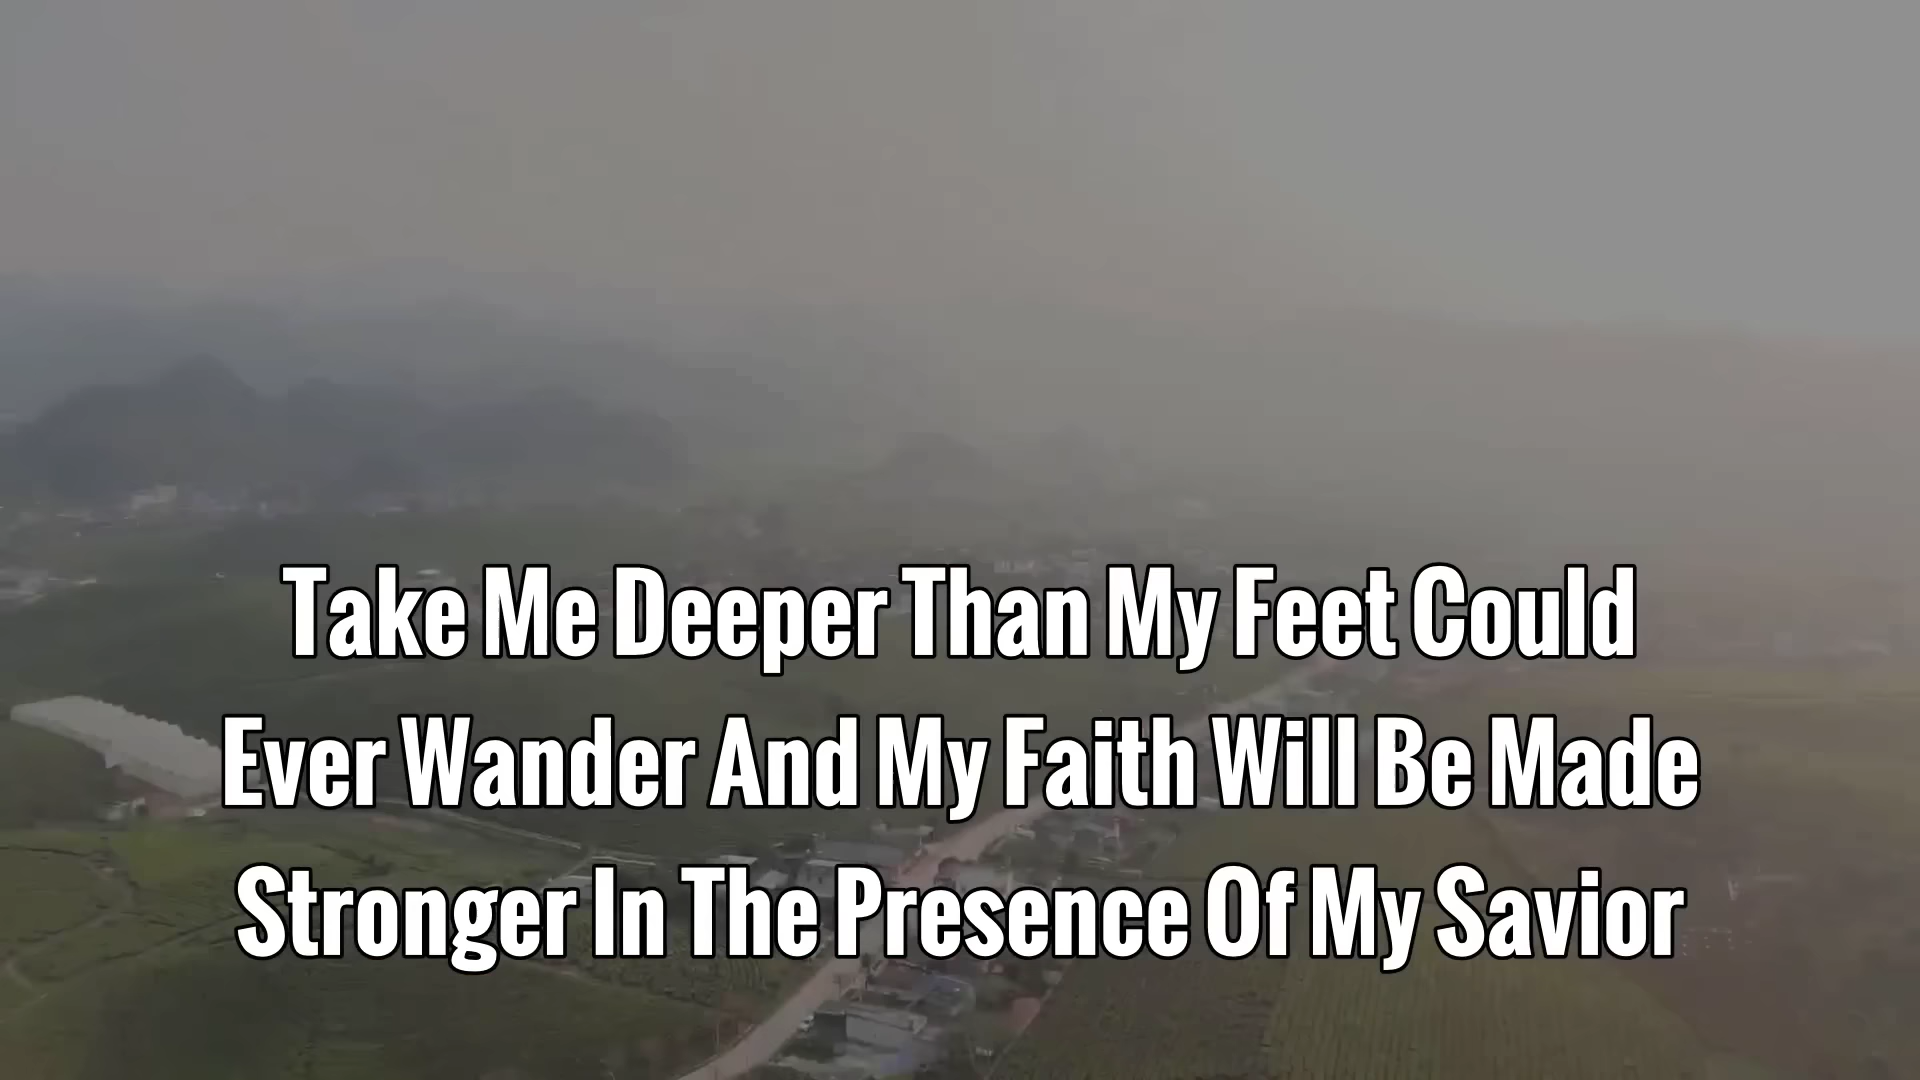 Take Me Deeper Than My Feet Could
Ever Wander And My Faith Will Be Made
Stronger In The Presence Of My Savior